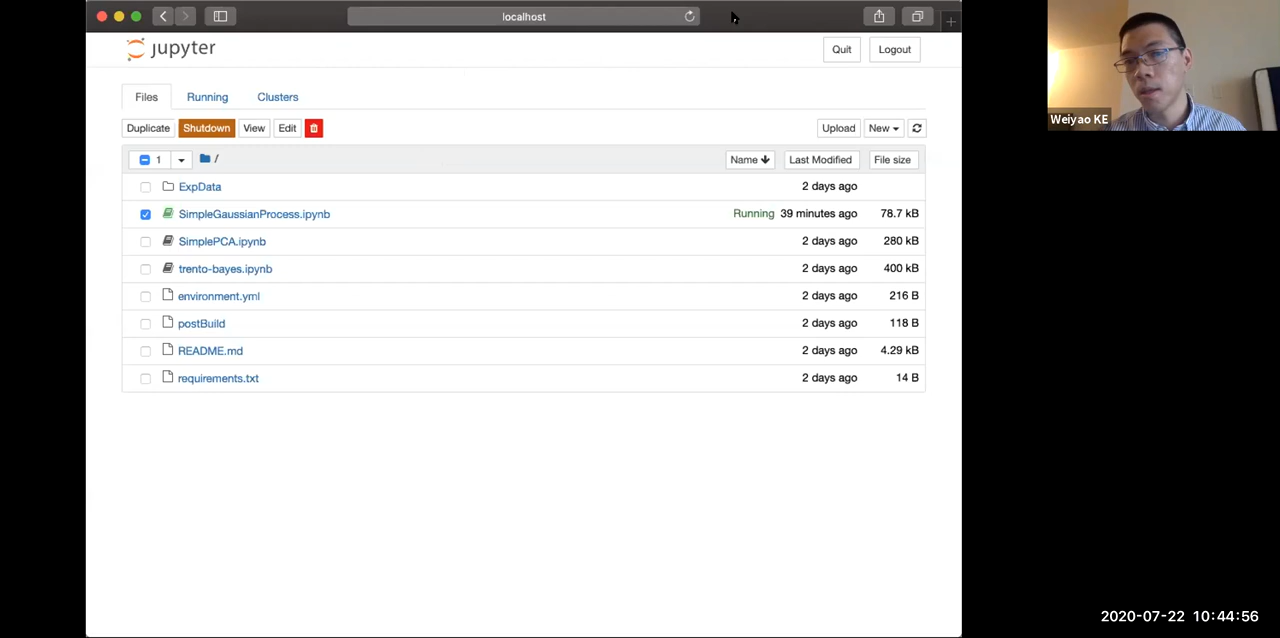 localhost
jupyter
Quit
Logout
Files
Running
Clusters
Duplicate
Shutdown
View
Edit
Upload
New
1
/
Name
Last Modified
File size
ExpData
2 days ago
SimpleGaussianProcess.ipynb
Running 39 minutes ago
78.7 kB
SimplePCA.ipynb
2 days ago
280 kB
trento-bayes.ipynb
2 days ago
400 kB
environment.yml
2 days ago
216 B
postBuild
2 days ago
118 B
README.md
2 days ago
4.29 kB
requirements.txt
2 days ago
14 B
Weiyao KE
2020-07-22 10:44:56